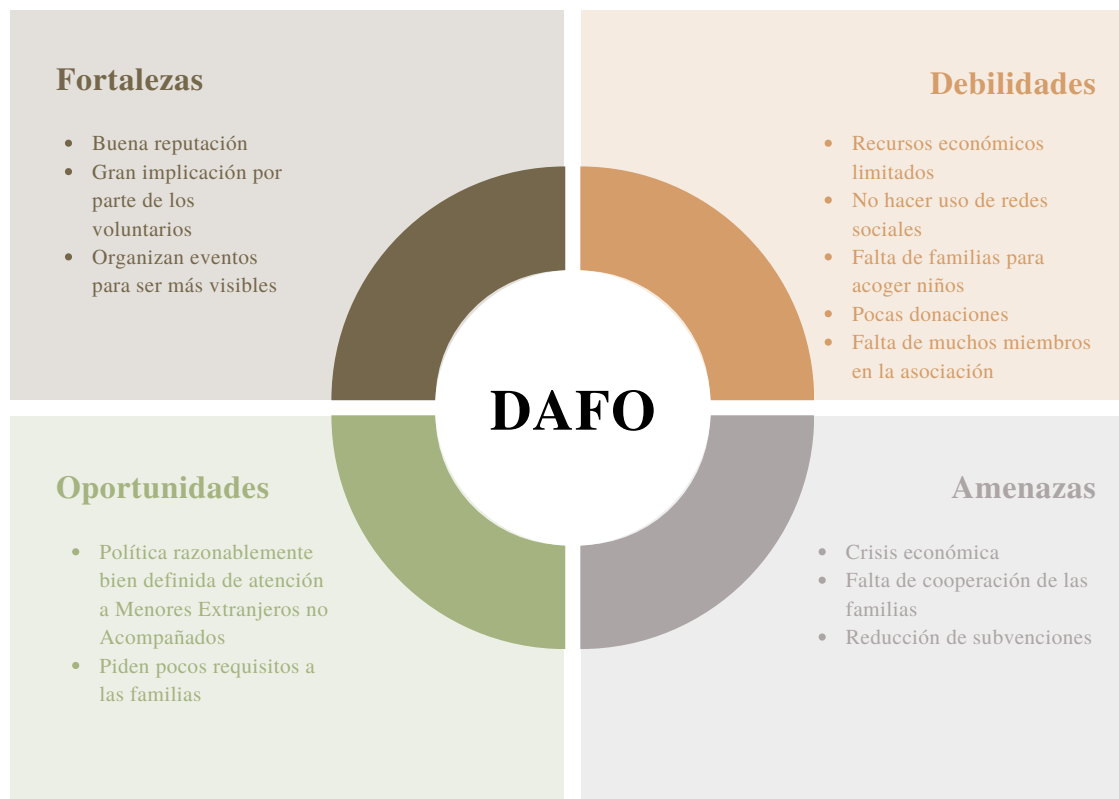 Fortalezas
• Buena reputación
• Gran implicación por
parte de los
voluntarios
• Organizan eventos
para ser más visibles
Debilidades
• Recursos económicos
limitados
• No hacer uso de redes
sociales
• Falta de familias para
acoger niños
• Pocas donaciones
• Falta de muchos miembros
en la asociación
DAFO
Oportunidades
• Política razonablemente
bien definida de atención
a Menores Extranjeros no
Acompañados
• Piden pocos requisitos a
las familias
Amenazas
• Crisis económica
• Falta de cooperación de las
familias
• Reducción de subvenciones